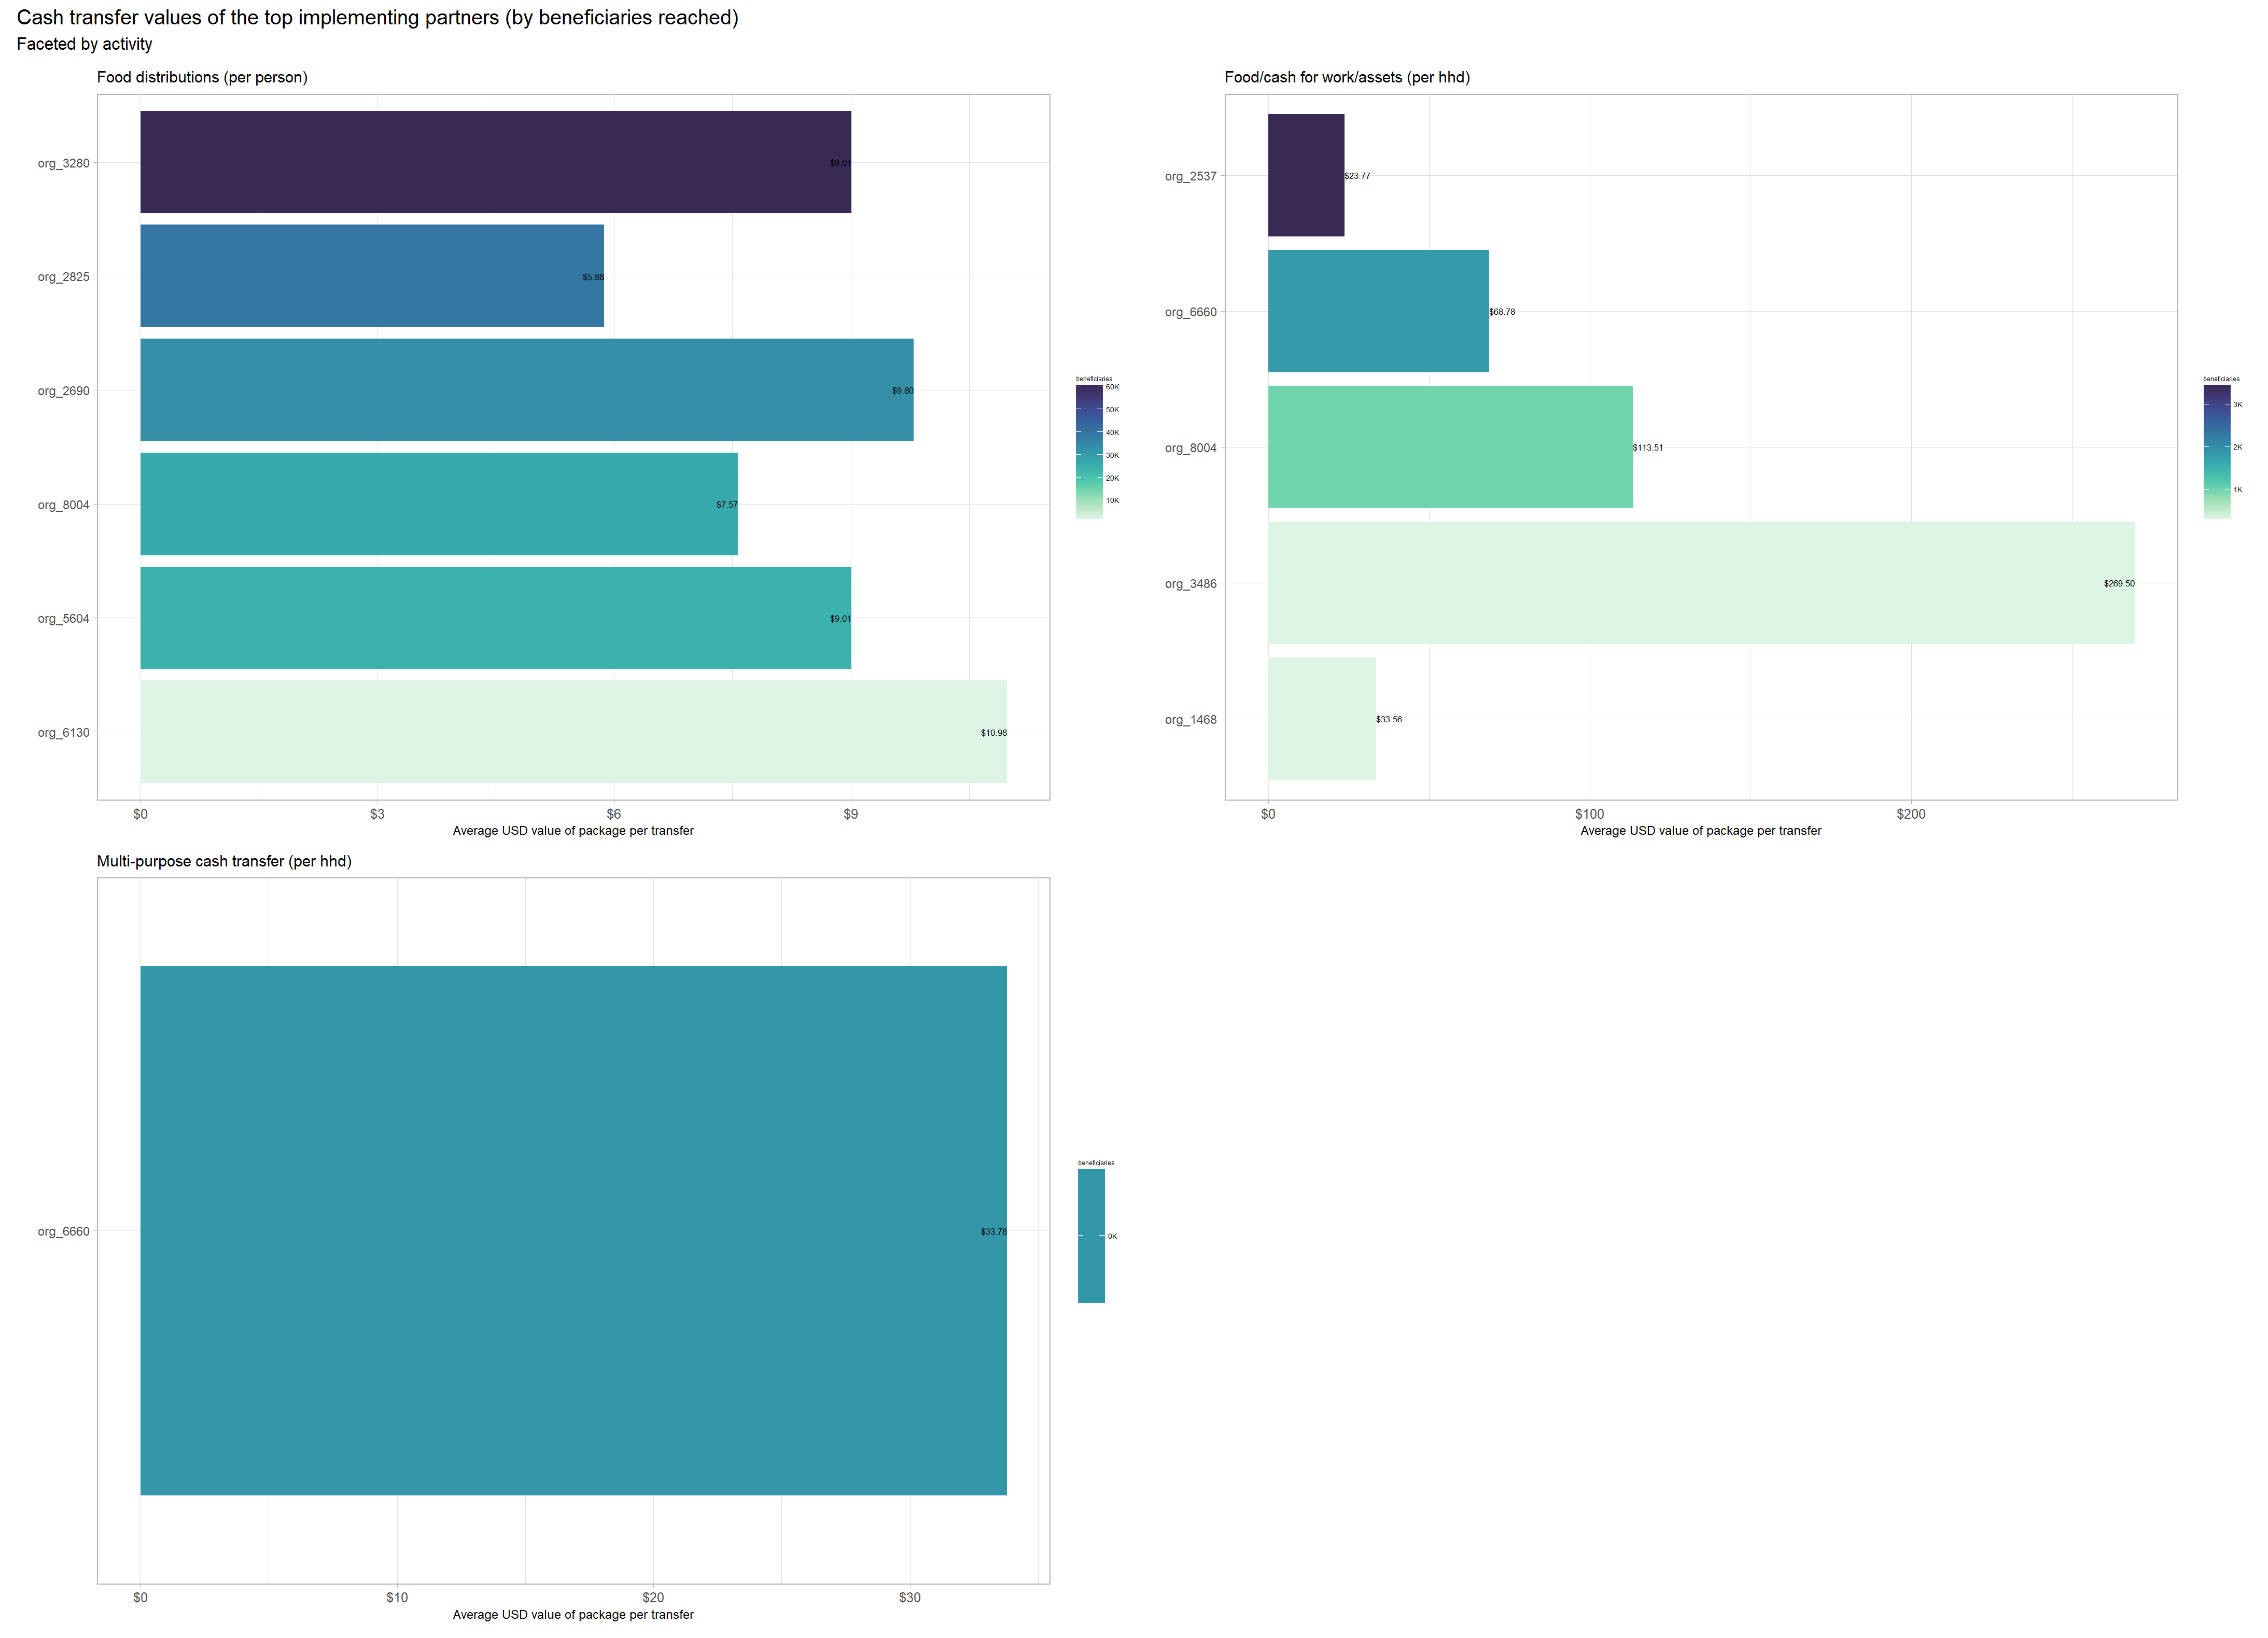 Cash transfer values of the top implementing partners (by beneficiaries reached)
Faceted by activity
Food distributions (per person)
org_3280
$9.01
org_2825
$5.88
org_2690
$9.80
org_8004
$7.57
org_5604
$9.01
org_6130
$10.98
$0 $3 $6 $9
Average USD value of package per transfer
beneficiaries
60K
50K
40K
30K
20K
10K
Food/cash for work/assets (per hhd)
org_2537
$23.77
org_6660
$68.78
org_8004
$113.51
org_3486
$269.50
org_1468
$33.56
$0 $100 $200
Average USD value of package per transfer
beneficiaries
3K
2K
1K
Multi-purpose cash transfer (per hhd)
org_6660
$33.78
$0 $10 $20 $30
Average USD value of package per transfer
beneficiaries
0K